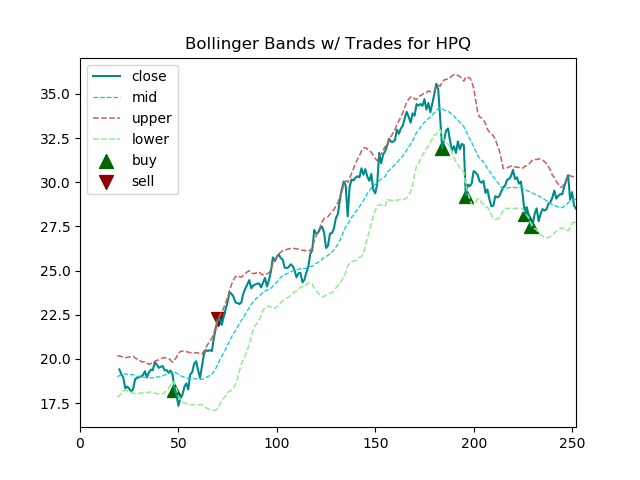 Bollinger Bands w/ Trades for HPQ
close
mid
upper
lower
buy
sell
35.0
32.5
30.0
27.5
25.0
22.5
20.0
17.5
0 50 100 150 200 250